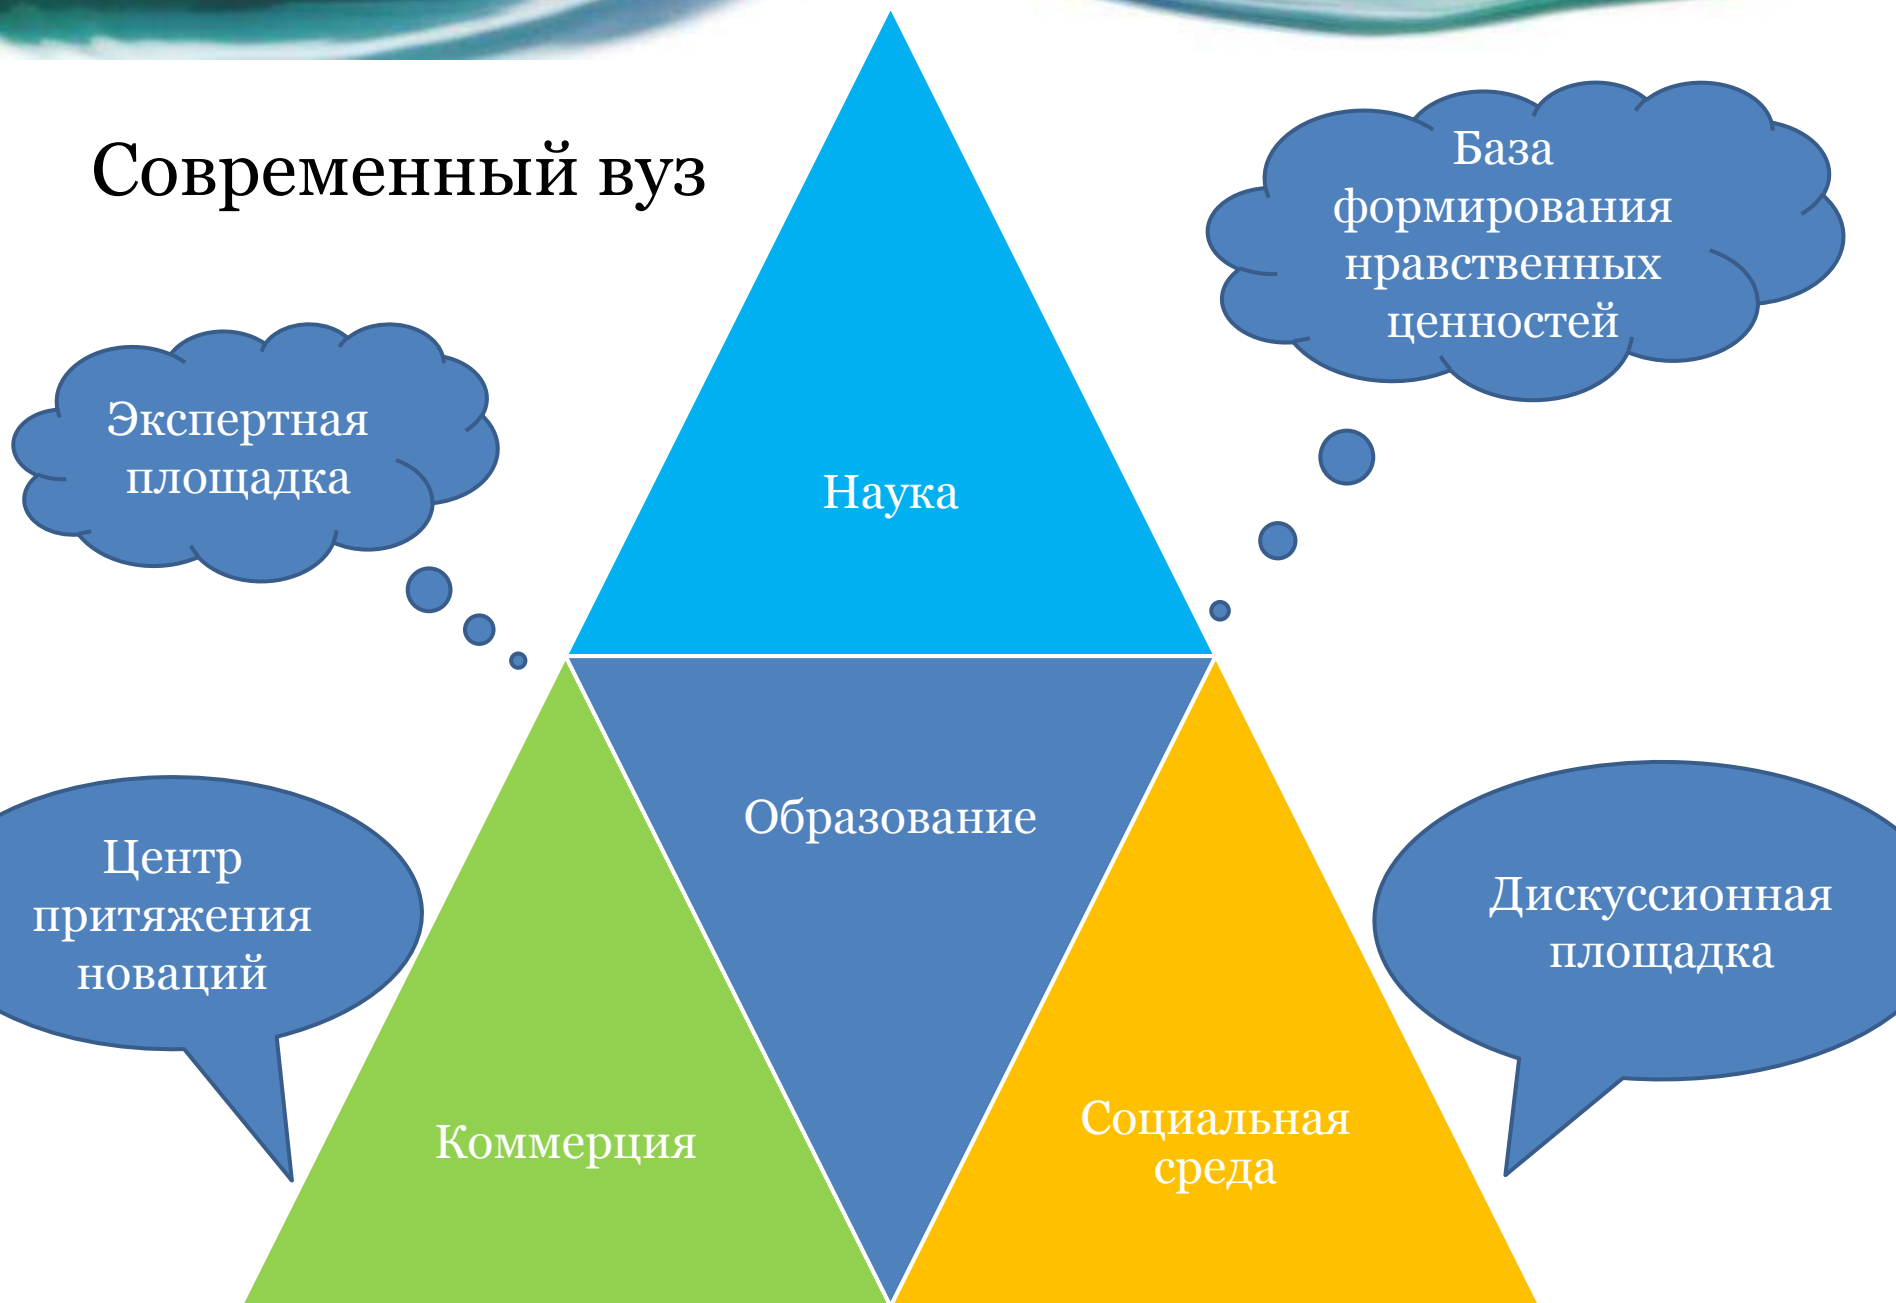 Современный вуз
База
формирования
нравственных
ценностей
Экспертная
площадка
Наука
Образование
Центр
притяжения
новаций
Дискуссионная
площадка
Коммерция
Социальная
среда